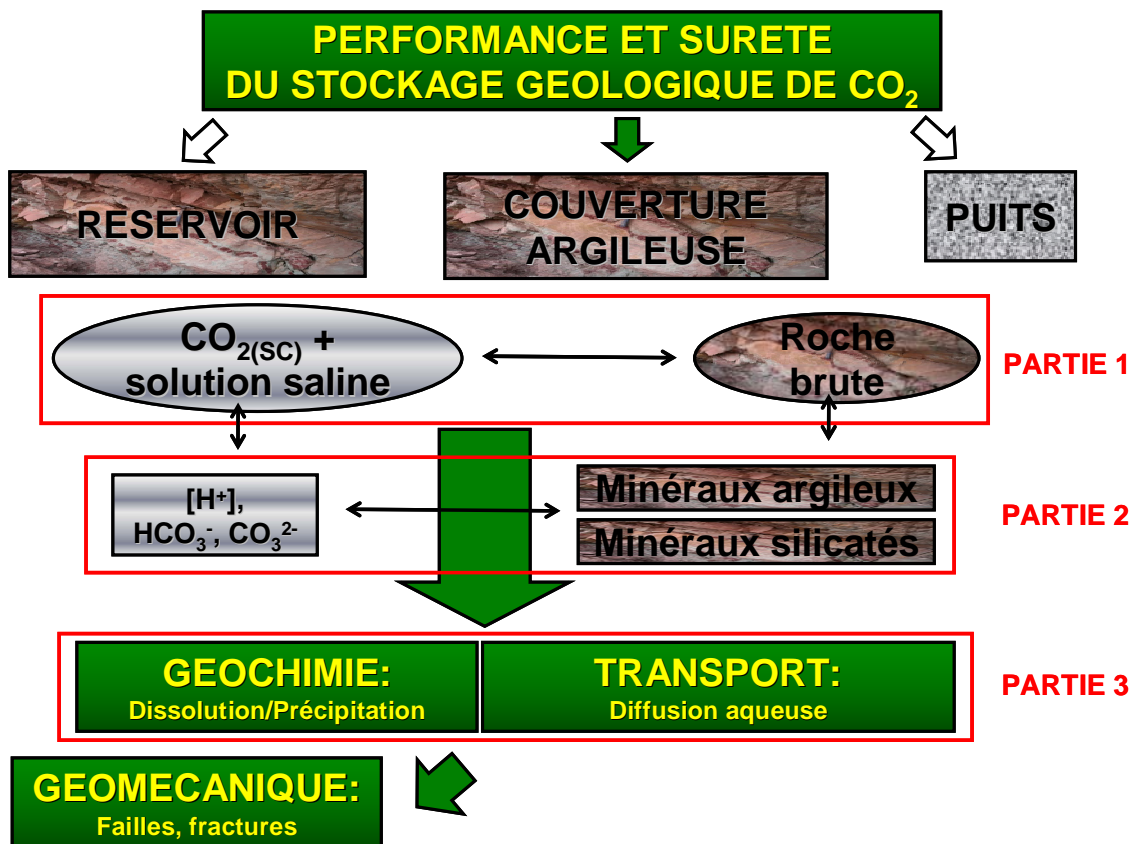 PERFORMANCE ET SURETE
DU STOCKAGE GEOLOGIQUE DE CO₂
RESERVOIR
COUVERTURE
ARGILEUSE
PUITS
CO₂(SC) +
solution saline
Roche
brute
PARTIE 1
[H⁺],
HCO₃⁻, CO₃²⁻
Minéraux argileux
Minéraux silicatés
PARTIE 2
GEOCHIMIE:
Dissolution/Précipitation
TRANSPORT:
Diffusion aqueuse
PARTIE 3
GEOMECANIQUE:
Failles, fractures